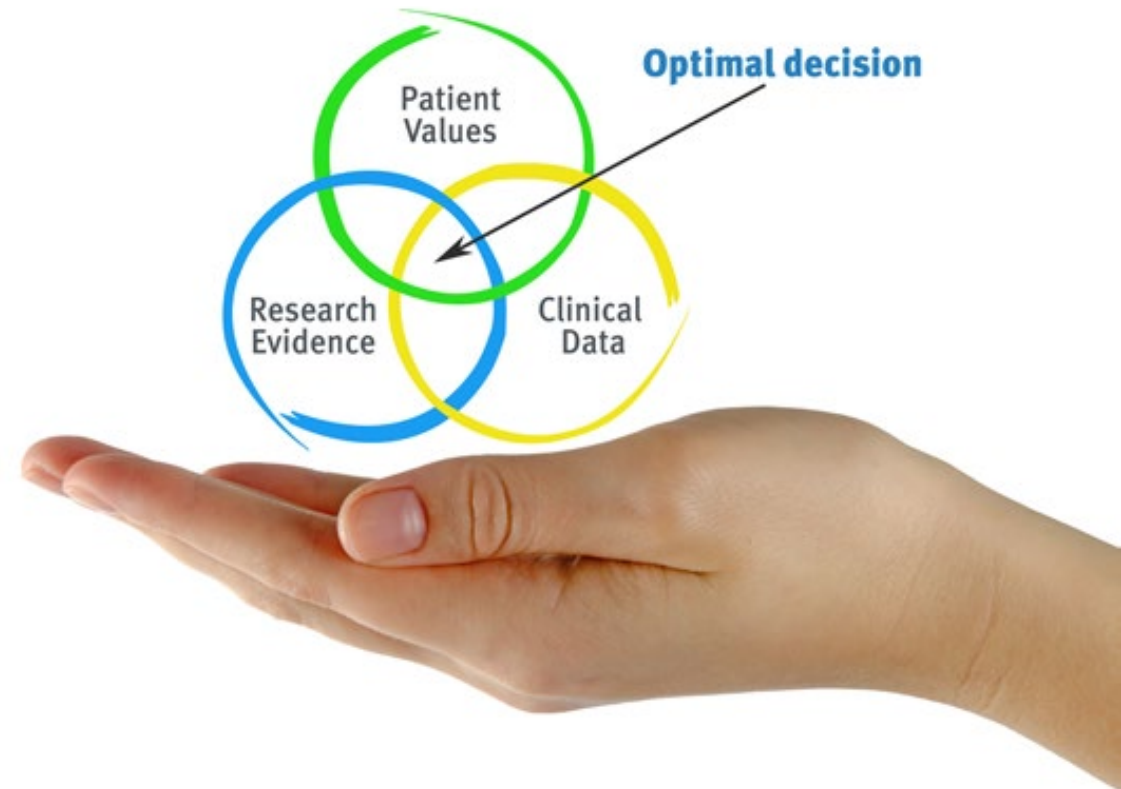 Optimal decision
Patient
Values
Research
Evidence
Clinical
Data